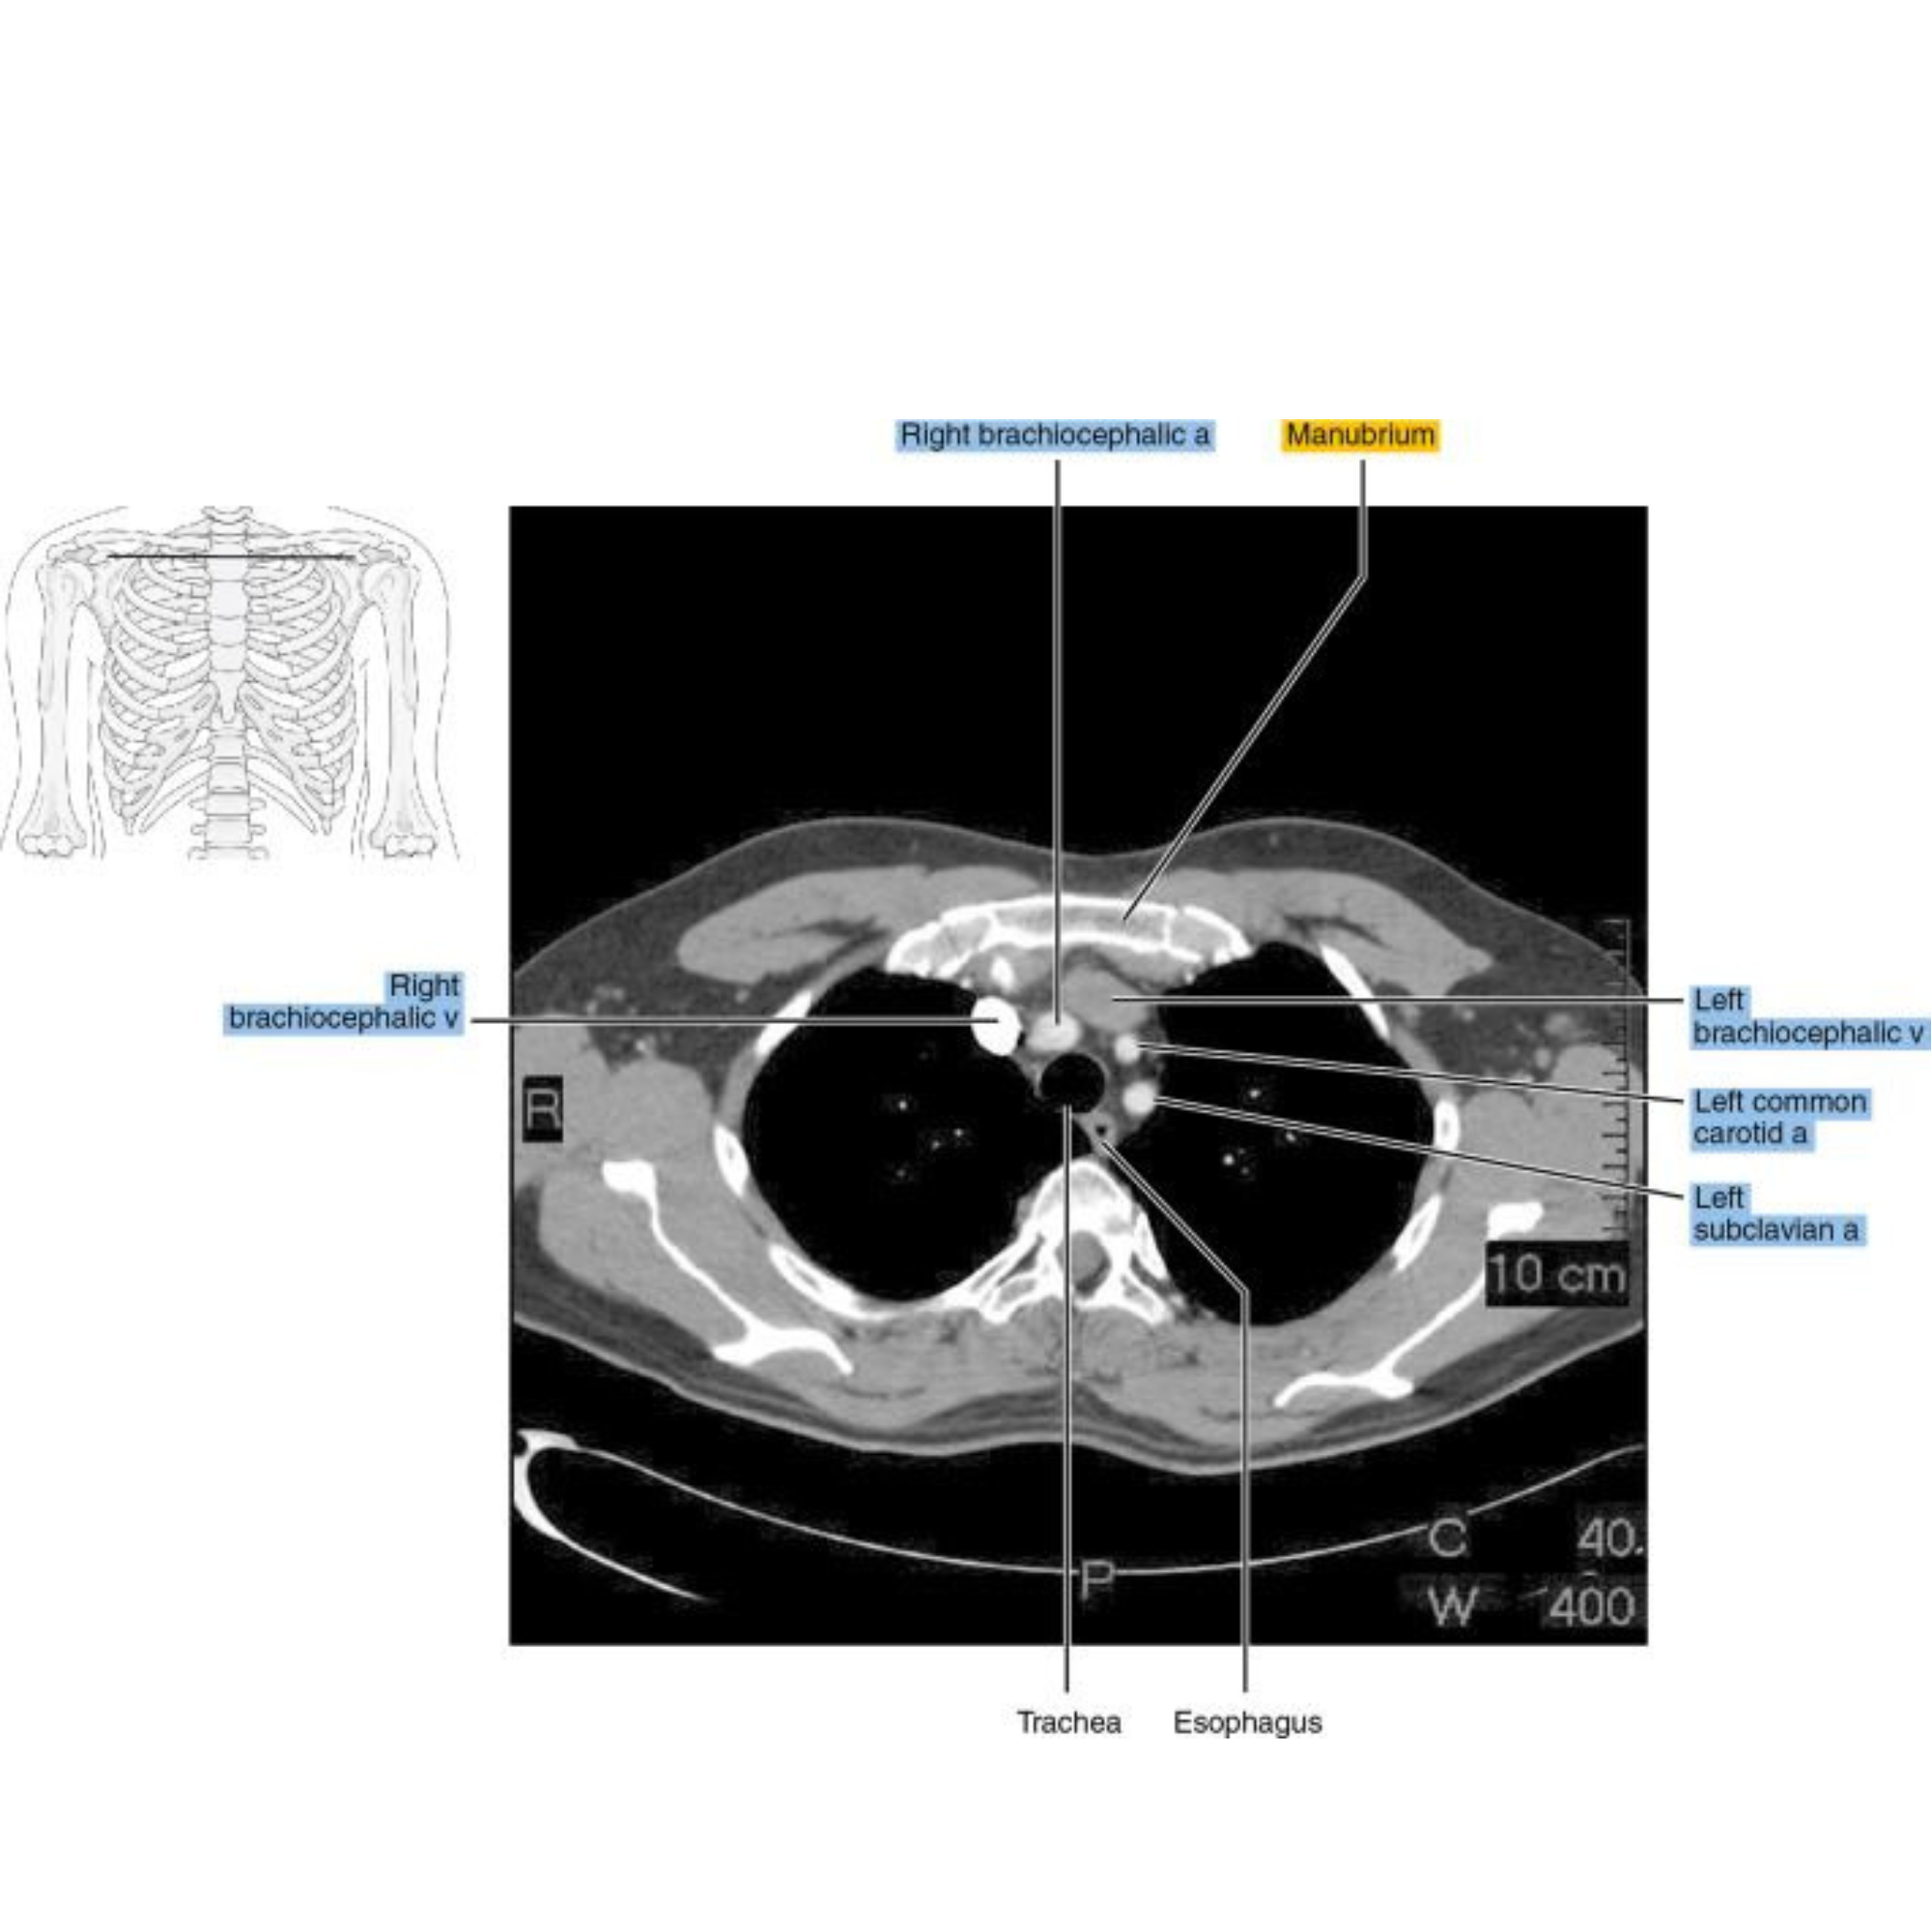 Right brachiocephalic a
Manubrium
Right
brachiocephalic v
Left
brachiocephalic v
Left common
carotid a
Left
subclavian a
R
10 cm
C 40.
W 400
P
Trachea
Esophagus